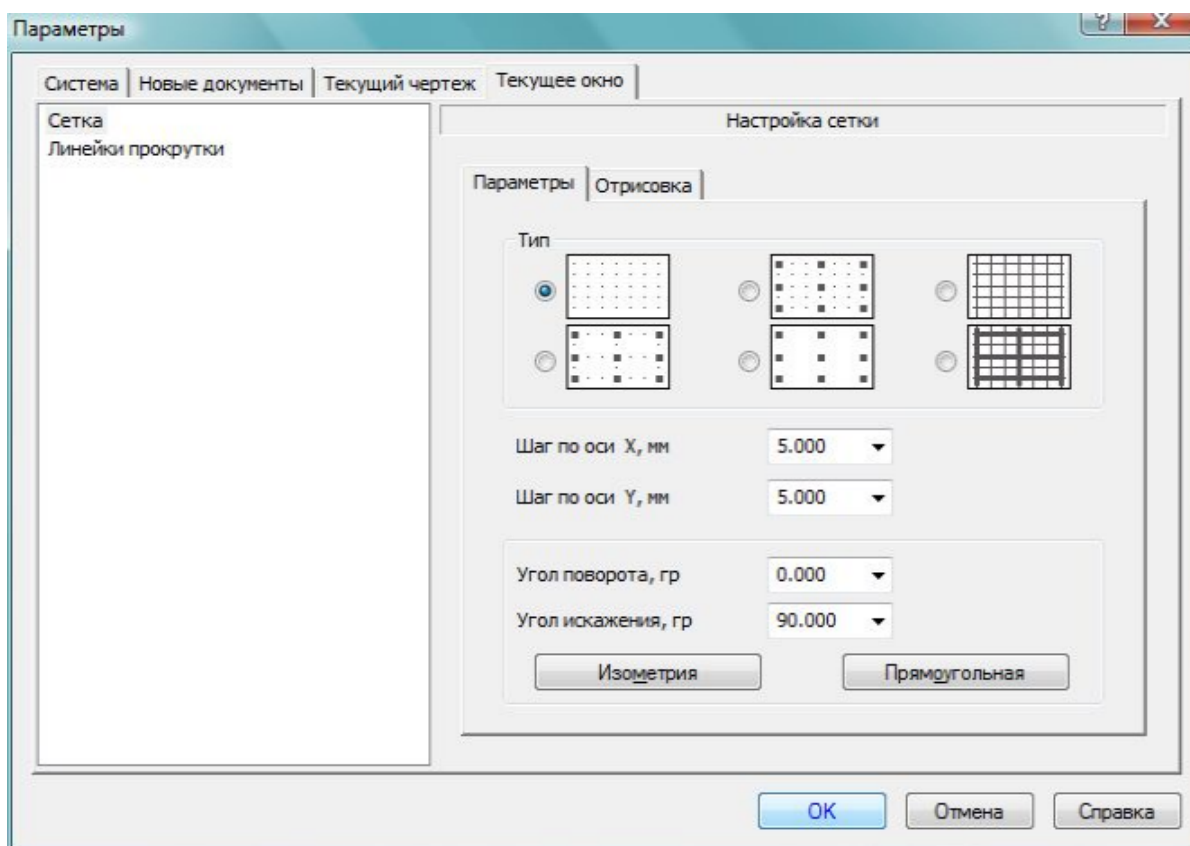 Параметры
? X
Система Новые документы Текущий чертеж Текущее окно
Сетка
Линейки прокрутки
Настройка сетки
Параметры Отрисовка
Тип
Шаг по оси X, мм 5.000
Шаг по оси Y, мм 5.000
Угол поворота, гр 0.000
Угол искажения, гр 90.000
Изометрия Прямоугольная
OK Отмена Справка